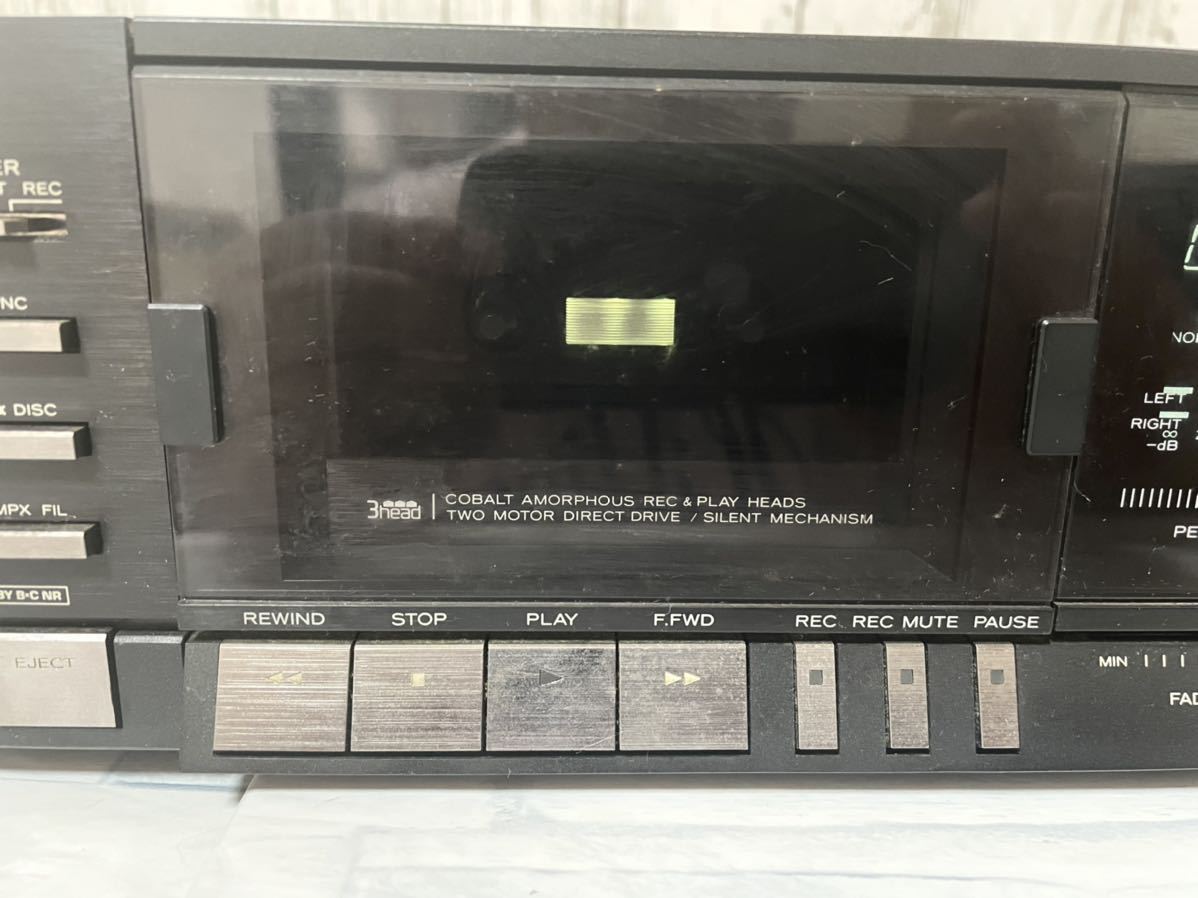 REC
DISC
MPX FIL
B·C NR
EJECT
3head
COBALT AMORPHOUS REC & PLAY HEADS
TWO MOTOR DIRECT DRIVE / SILENT MECHANISM
REWIND STOP PLAY F.FWD REC REC MUTE PAUSE
LEFT
RIGHT
∞
-dB
MIN